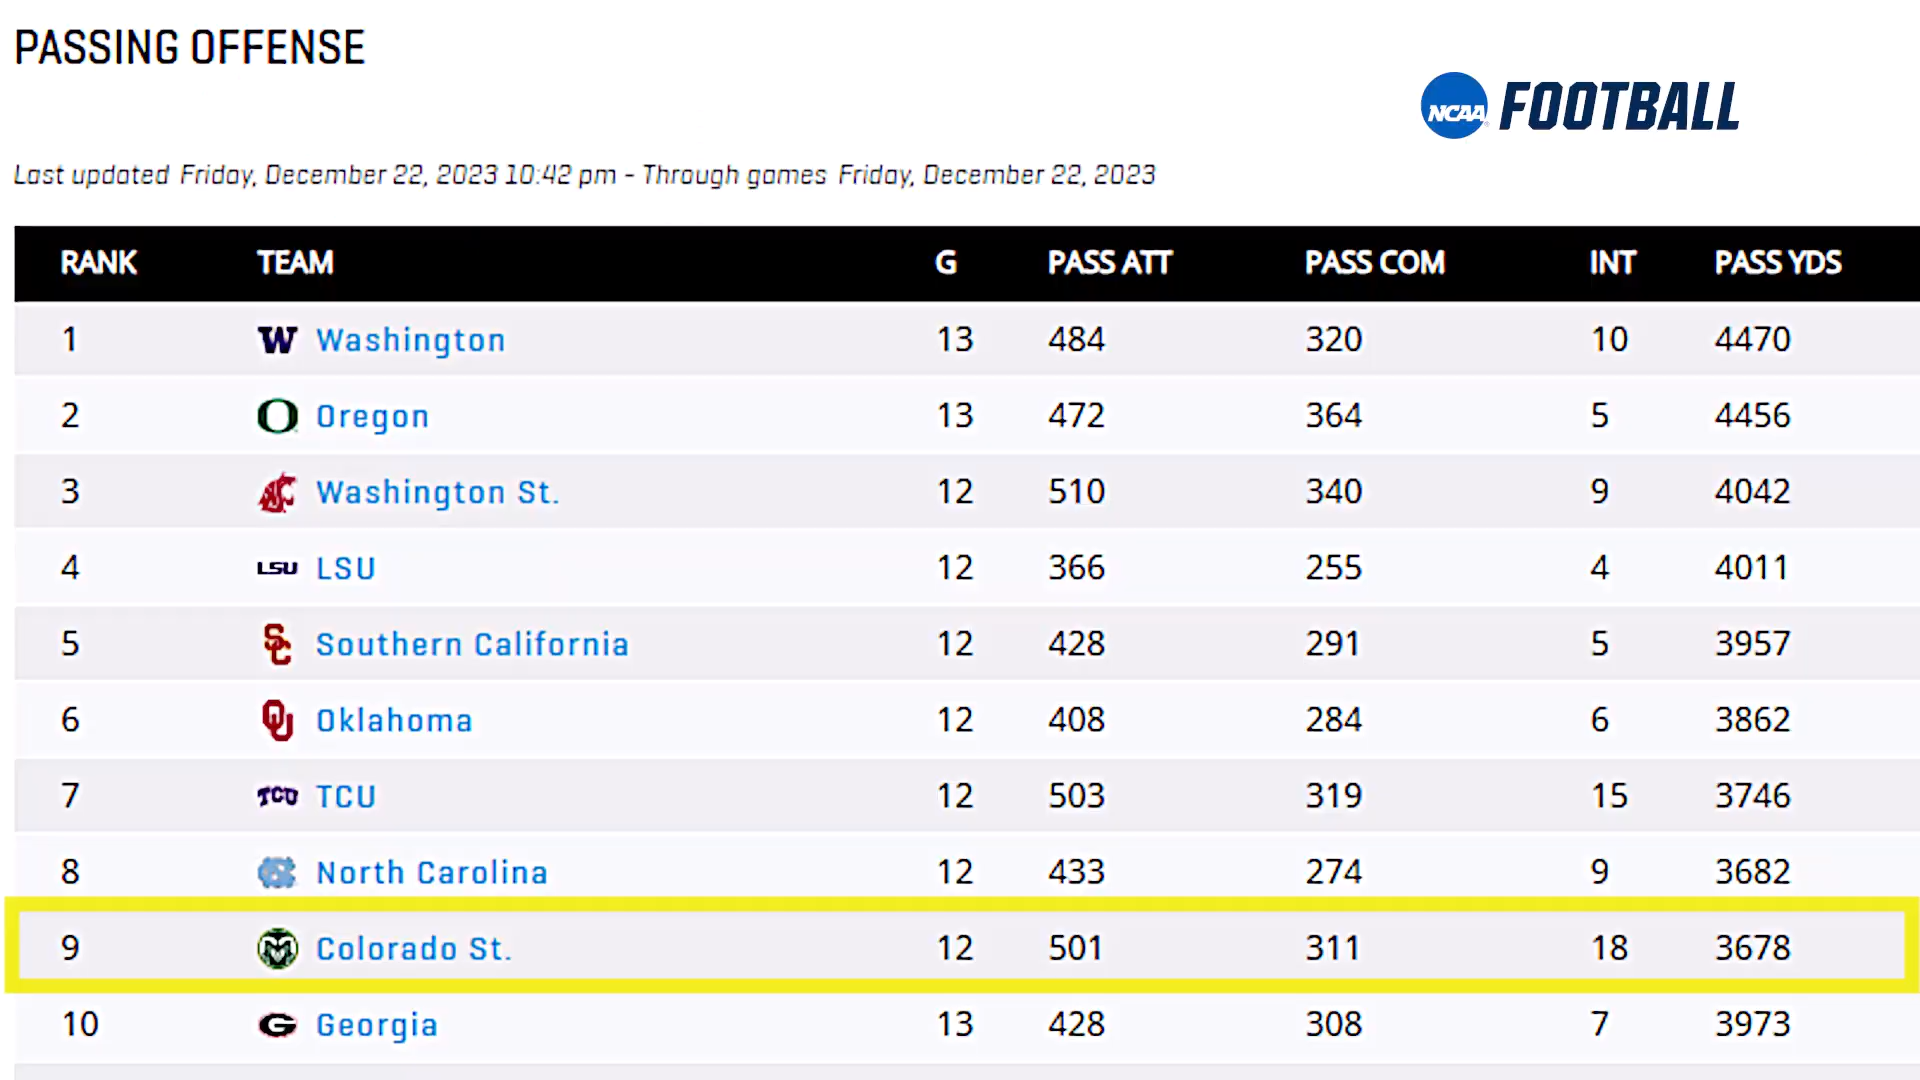 PASSING OFFENSE
NCAA FOOTBALL
Last updated Friday, December 22, 2023 10:42 pm - Through games Friday, December 22, 2023
RANK TEAM G PASS ATT PASS COM INT PASS YDS
1 W Washington 13 484 320 10 4470
2 O Oregon 13 472 364 5 4456
3 Washington St. 12 510 340 9 4042
4 LSU LSU 12 366 255 4 4011
5 SC Southern California 12 428 291 5 3957
6 OU Oklahoma 12 408 284 6 3862
7 TCU TCU 12 503 319 15 3746
8 NC North Carolina 12 433 274 9 3682
9 Colorado St. 12 501 311 18 3678
10 G Georgia 13 428 308 7 3973